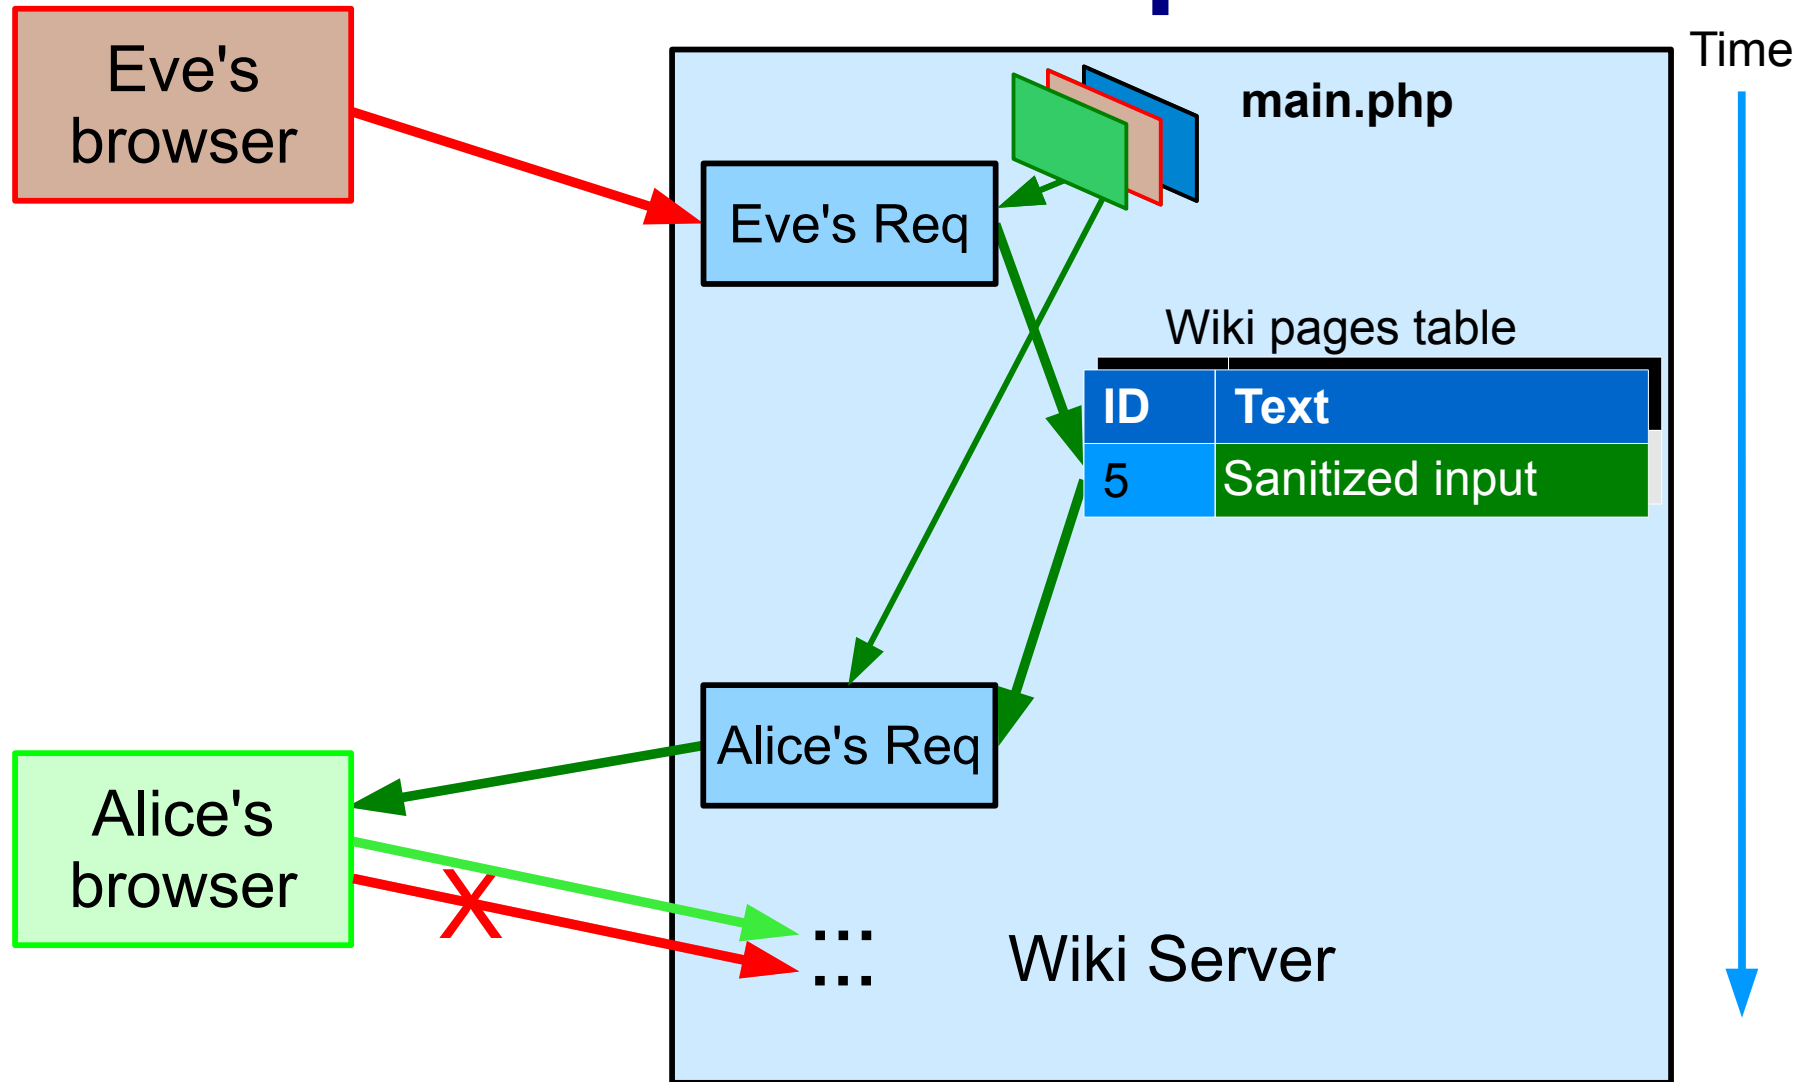 Time
Eve's
browser
main.php
Eve's Req
Wiki pages table
ID Text
5 Sanitized input
Alice's Req
Alice's
browser
X
...
...
Wiki Server